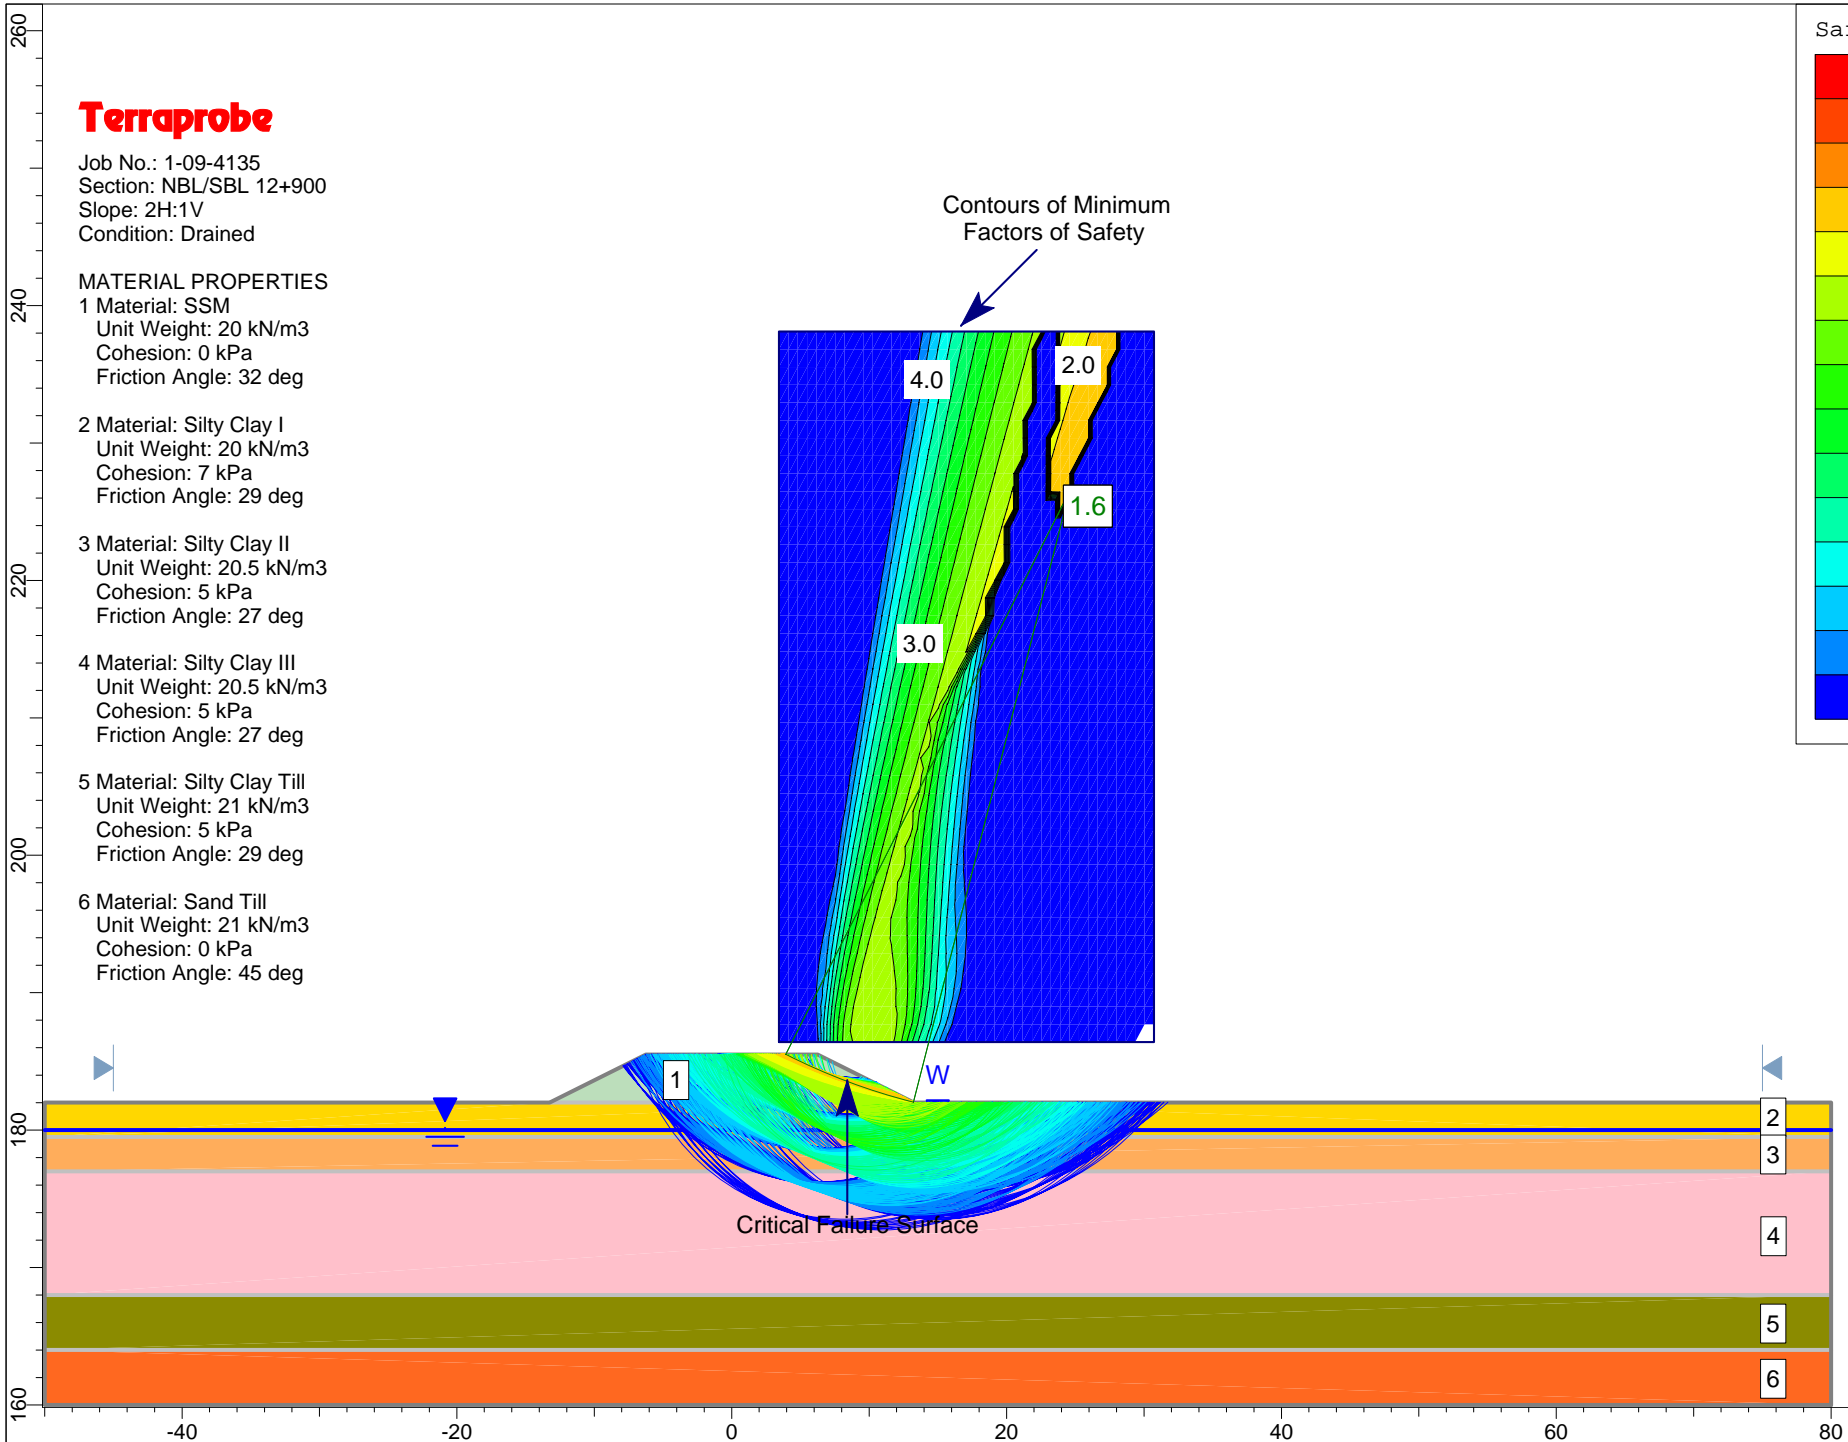 Terraprobe
Job No.: 1-09-4135
Section: NBL/SBL 12+900
Slope: 2H:1V
Condition: Drained
MATERIAL PROPERTIES
1 Material: SSM
Unit Weight: 20 kN/m3
Cohesion: 0 kPa
Friction Angle: 32 deg
2 Material: Silty Clay I
Unit Weight: 20 kN/m3
Cohesion: 7 kPa
Friction Angle: 29 deg
3 Material: Silty Clay II
Unit Weight: 20.5 kN/m3
Cohesion: 5 kPa
Friction Angle: 27 deg
4 Material: Silty Clay III
Unit Weight: 20.5 kN/m3
Cohesion: 5 kPa
Friction Angle: 27 deg
5 Material: Silty Clay Till
Unit Weight: 21 kN/m3
Cohesion: 5 kPa
Friction Angle: 29 deg
6 Material: Sand Till
Unit Weight: 21 kN/m3
Cohesion: 0 kPa
Friction Angle: 45 deg
Contours of Minimum
Factors of Safety
4.0
2.0
1.6
3.0
W
1
2
3
4
5
6
Critical Failure Surface
260
240
220
200
180
160
-40
-20
0
20
40
60
80